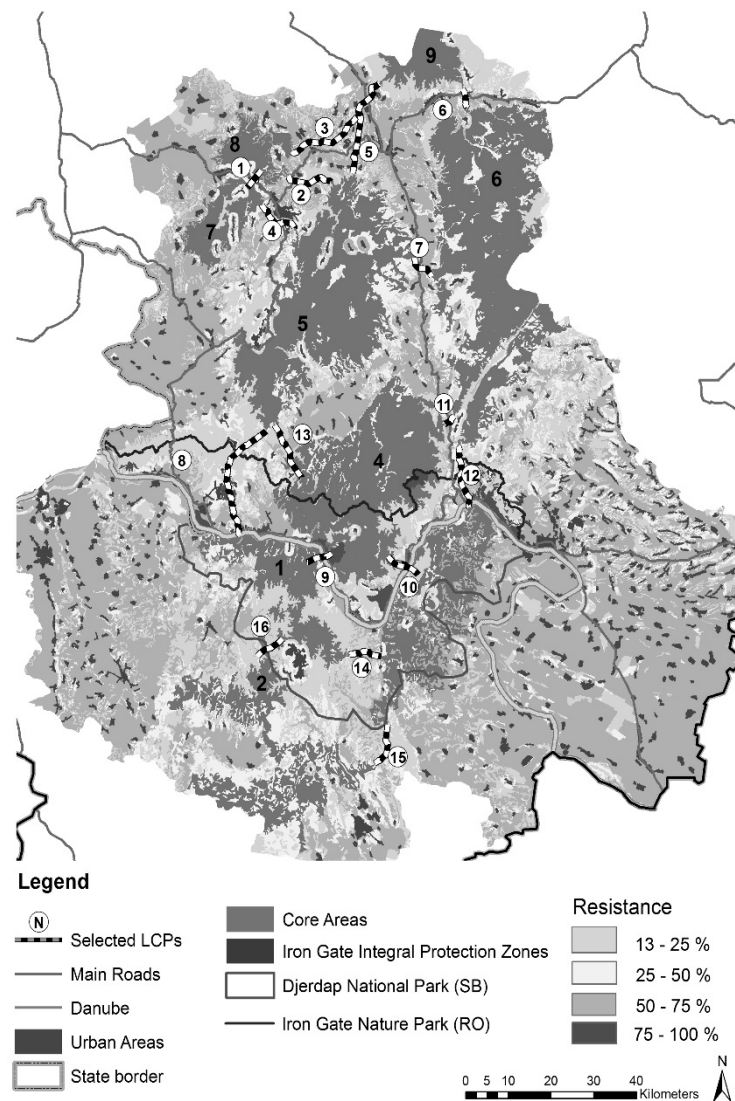 9
3
6
8
1
5
6
2
7
4
7
5
11
13
4
8
12
1
9
10
16
14
2
15
Legend
N
Selected LCPs
Main Roads
Danube
Urban Areas
State border
Core Areas
Iron Gate Integral Protection Zones
Djerdap National Park (SB)
Iron Gate Nature Park (RO)
Resistance
13 - 25 %
25 - 50 %
50 - 75 %
75 - 100 %
N
0 5 10 20 30 40
Kilometers